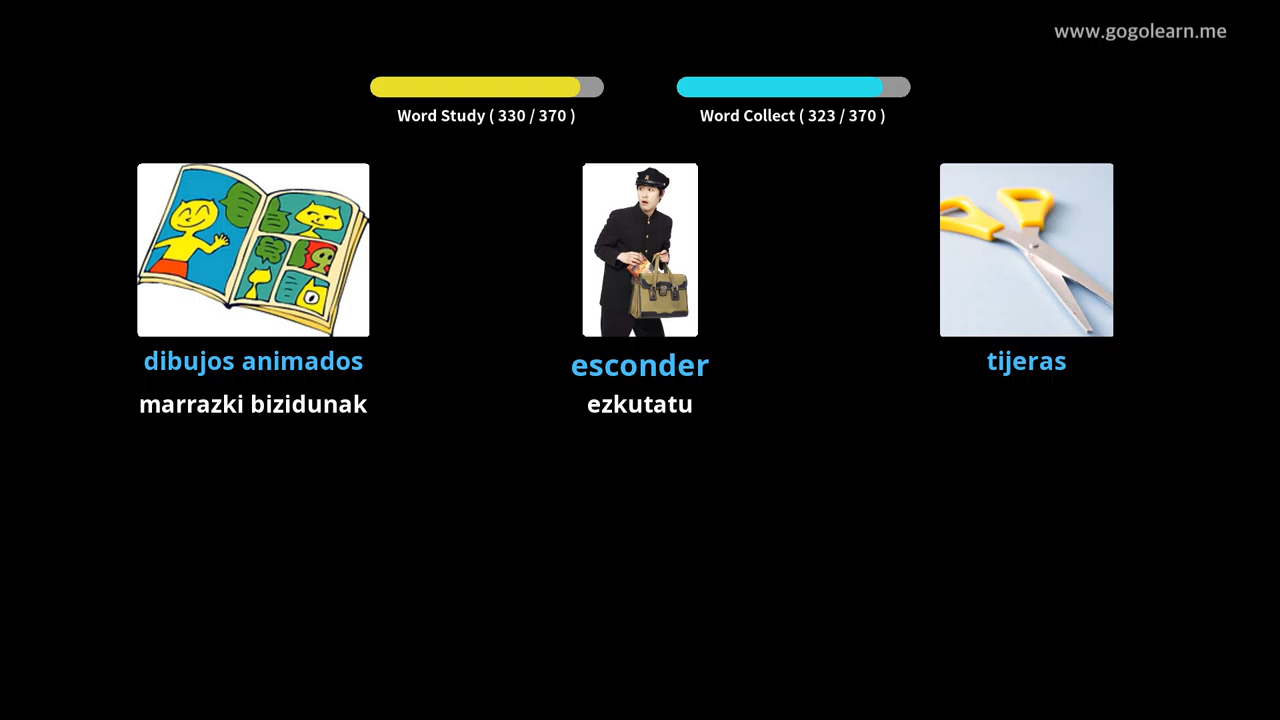 www.gogolearn.me
Word Study ( 330 / 370 )
Word Collect ( 323 / 370 )
dibujos animados
esconder
tijeras
marrazki bizidunak
ezkutatu